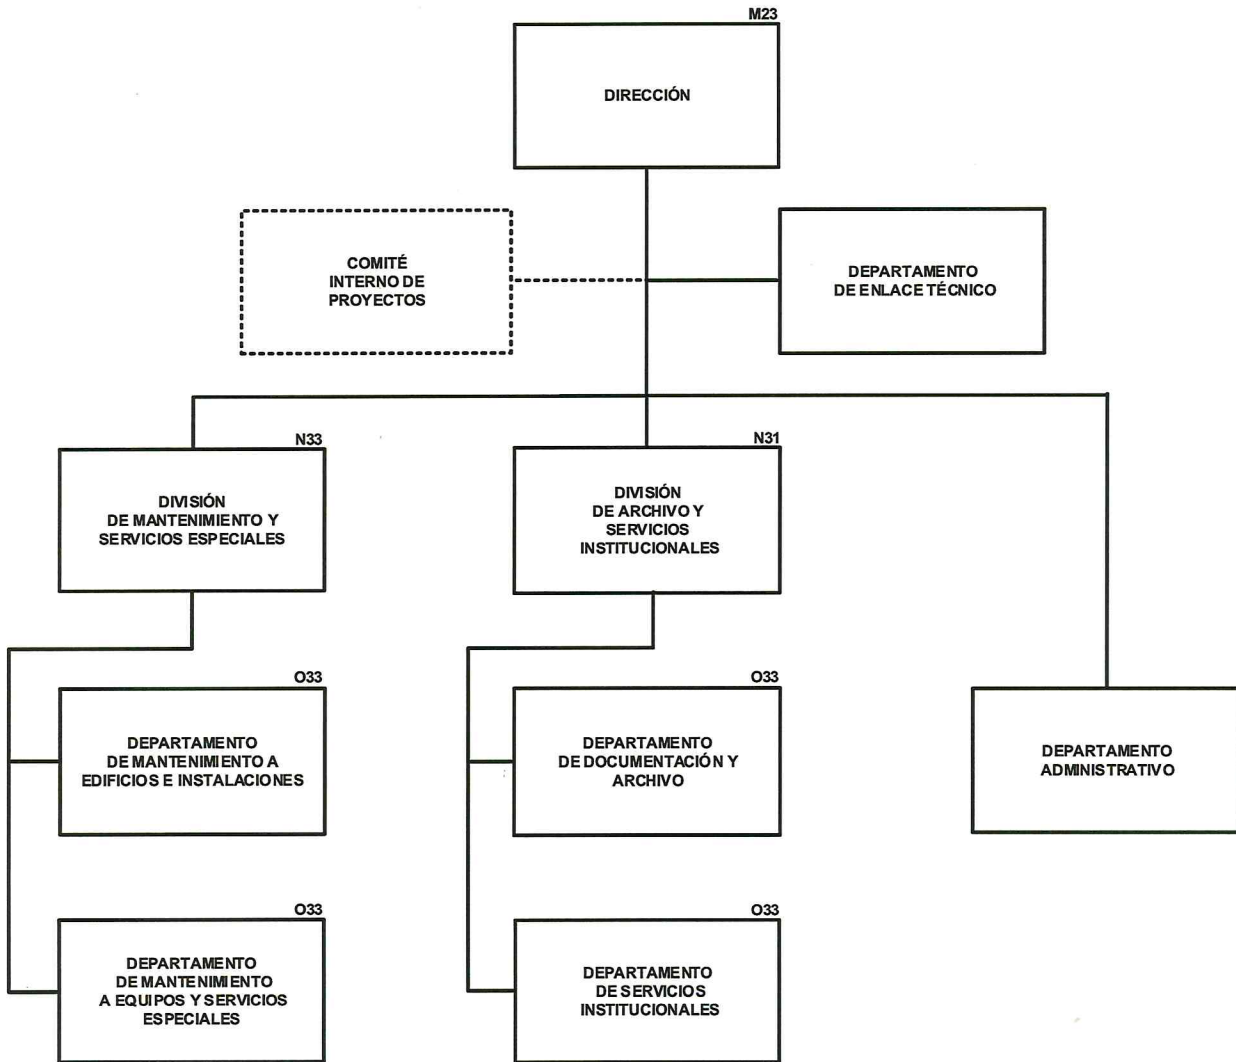 M23
DIRECCIÓN
COMITÉ
INTERNO DE
PROYECTOS
DEPARTAMENTO
DE ENLACE TÉCNICO
N33
DIVISIÓN
DE MANTENIMIENTO Y
SERVICIOS ESPECIALES
N31
DIVISIÓN
DE ARCHIVO Y
SERVICIOS
INSTITUCIONALES
O33
DEPARTAMENTO
DE MANTENIMIENTO A
EDIFICIOS E INSTALACIONES
O33
DEPARTAMENTO
DE DOCUMENTACIÓN Y
ARCHIVO
DEPARTAMENTO
ADMINISTRATIVO
O33
DEPARTAMENTO
DE MANTENIMIENTO
A EQUIPOS Y SERVICIOS
ESPECIALES
O33
DEPARTAMENTO
DE SERVICIOS
INSTITUCIONALES